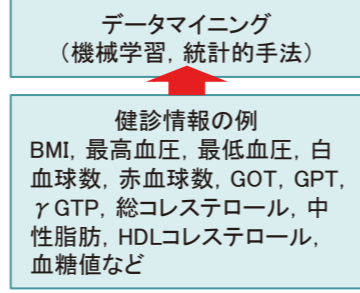 データマイニング
（機械学習，統計的手法）
健診情報の例
BMI，最高血圧，最低血圧，白
血球数，赤血球数，GOT，GPT，
γGTP，総コレステロール，中
性脂肪，HDLコレステロール，
血糖値など